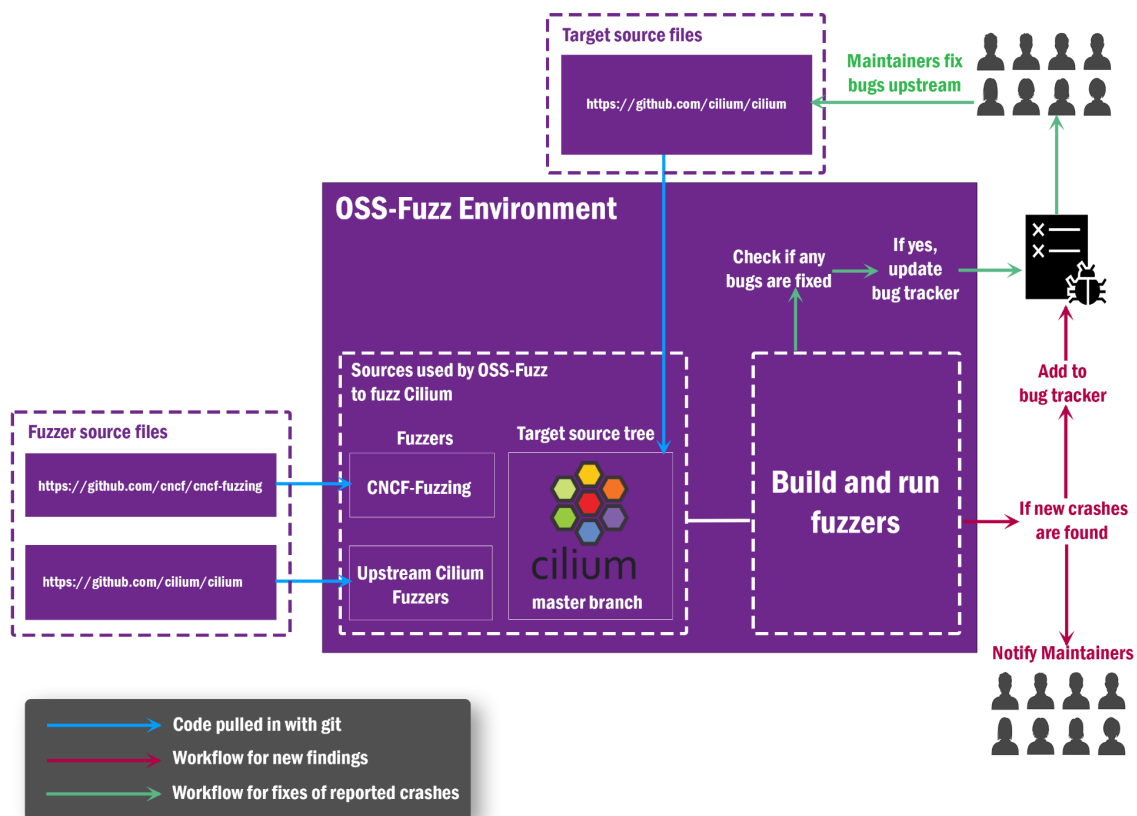 Target source files
https://github.com/cilium/cilium
Maintainers fix
bugs upstream
OSS-Fuzz Environment
Check if any
bugs are fixed
If yes,
update
bug tracker
Sources used by OSS-Fuzz
to fuzz Cilium
Fuzzers
CNCF-Fuzzing
Upstream Cilium
Fuzzers
Target source tree
cilium
master branch
Build and run
fuzzers
Add to
bug tracker
If new crashes
are found
Notify Maintainers
Fuzzer source files
https://github.com/cncf/cncf-fuzzing
https://github.com/cilium/cilium
Code pulled in with git
Workflow for new findings
Workflow for fixes of reported crashes